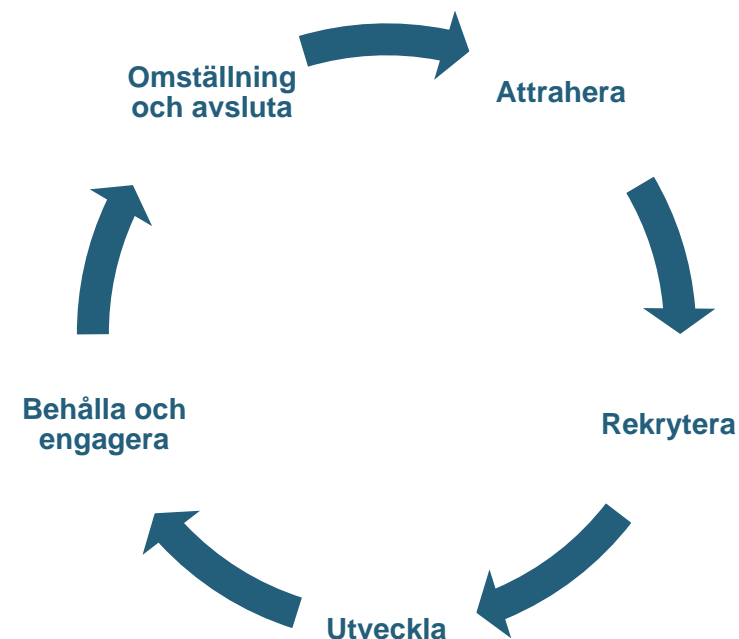 Omställning
och avsluta
Attrahera
Rekrytera
Utveckla
Behålla och
engagera